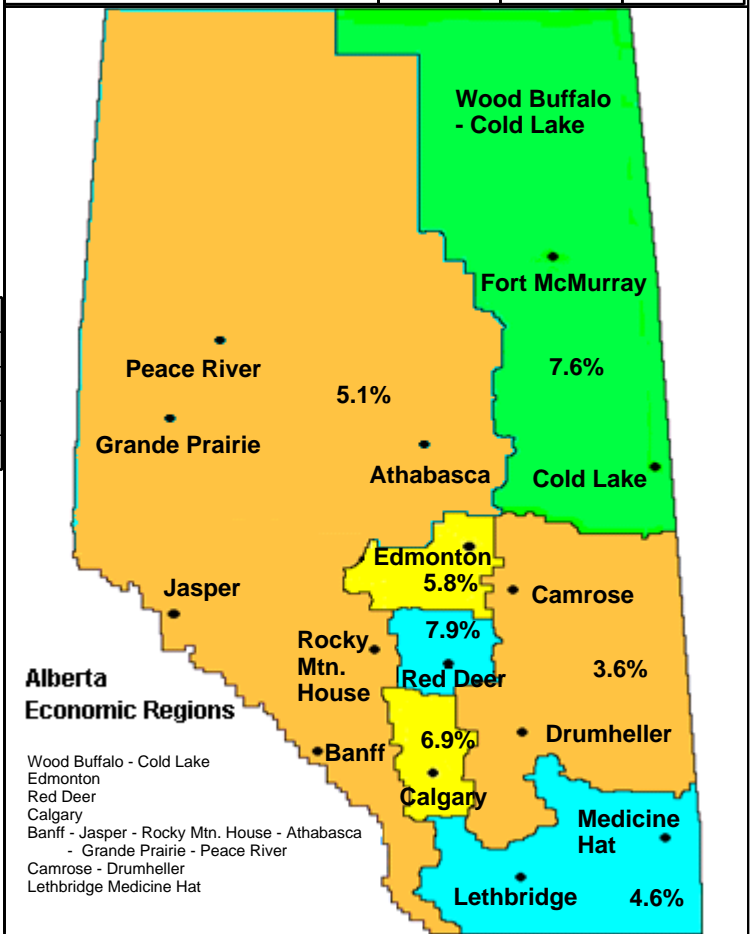 Wood Buffalo
- Cold Lake
Fort McMurray
Peace River
7.6%
5.1%
Grande Prairie
Athabasca
Cold Lake
Edmonton
5.8%
Jasper
Camrose
7.9%
Rocky
Mtn.
House
Red Deer
3.6%
Alberta
Economic Regions
Drumheller
6.9%
Banff
Calgary
Wood Buffalo - Cold Lake
Edmonton
Red Deer
Calgary
Banff - Jasper - Rocky Mtn. House - Athabasca
- Grande Prairie - Peace River
Camrose - Drumheller
Lethbridge Medicine Hat
Medicine
Hat
Lethbridge
4.6%